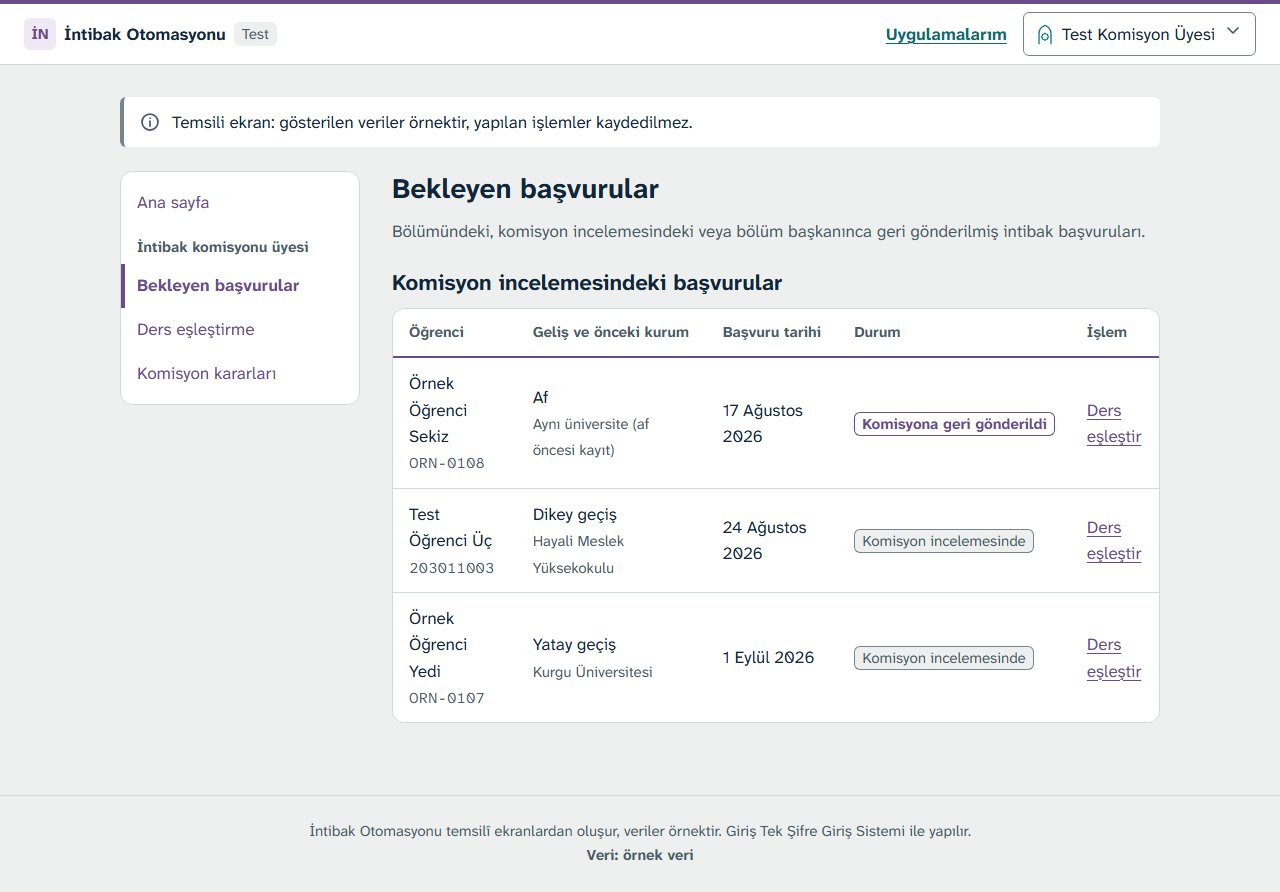 İN İntibak Otomasyonu Test
Uygulamalarım
Test Komisyon Üyesi
Temsili ekran: gösterilen veriler örnektir, yapılan işlemler kaydedilmez.
Ana sayfa
İntibak komisyonu üyesi
Bekleyen başvurular
Ders eşleştirme
Komisyon kararları
Bekleyen başvurular
Bölümündeki, komisyon incelemesindeki veya bölüm başkanınca geri gönderilmiş intibak başvuruları.
Komisyon incelemesindeki başvurular
Öğrenci Geliş ve önceki kurum Başvuru tarihi Durum İşlem
Örnek
Öğrenci
Sekiz
ORN-0108
Af
Aynı üniversite (af
öncesi kayıt)
17 Ağustos
2026
Komisyona geri gönderildi
Ders
eşleştir
Test
Öğrenci Üç
203011003
Dikey geçiş
Hayali Meslek
Yüksekokulu
24 Ağustos
2026
Komisyon incelemesinde
Ders
eşleştir
Örnek
Öğrenci
Yedi
ORN-0107
Yatay geçiş
Kurgu Üniversitesi
1 Eylül 2026
Komisyon incelemesinde
Ders
eşleştir
İntibak Otomasyonu temsilî ekranlardan oluşur, veriler örnektir. Giriş Tek Şifre Giriş Sistemi ile yapılır.
Veri: örnek veri